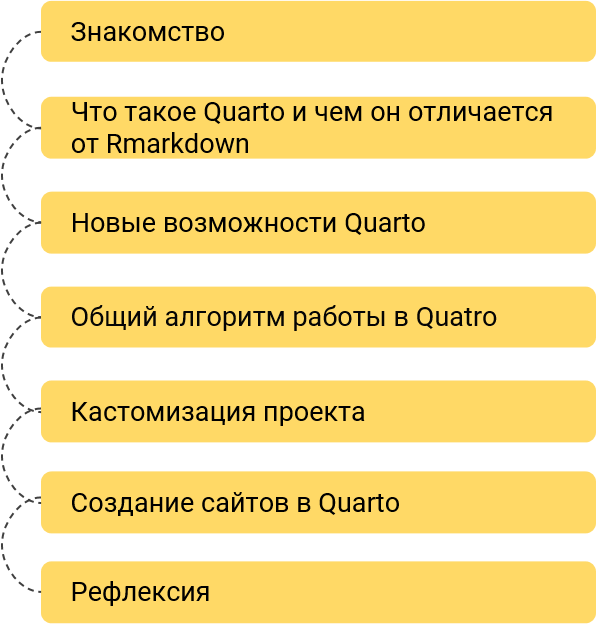 Знакомство
Что такое Quarto и чем он отличается
от Rmarkdown
Новые возможности Quarto
Общий алгоритм работы в Quatro
Кастомизация проекта
Создание сайтов в Quarto
Рефлексия